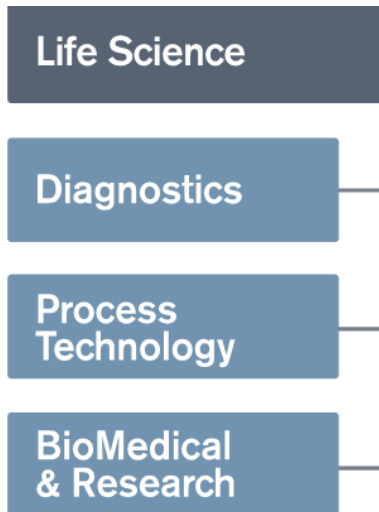 Life Science
Diagnostics
Process
Technology
BioMedical
& Research